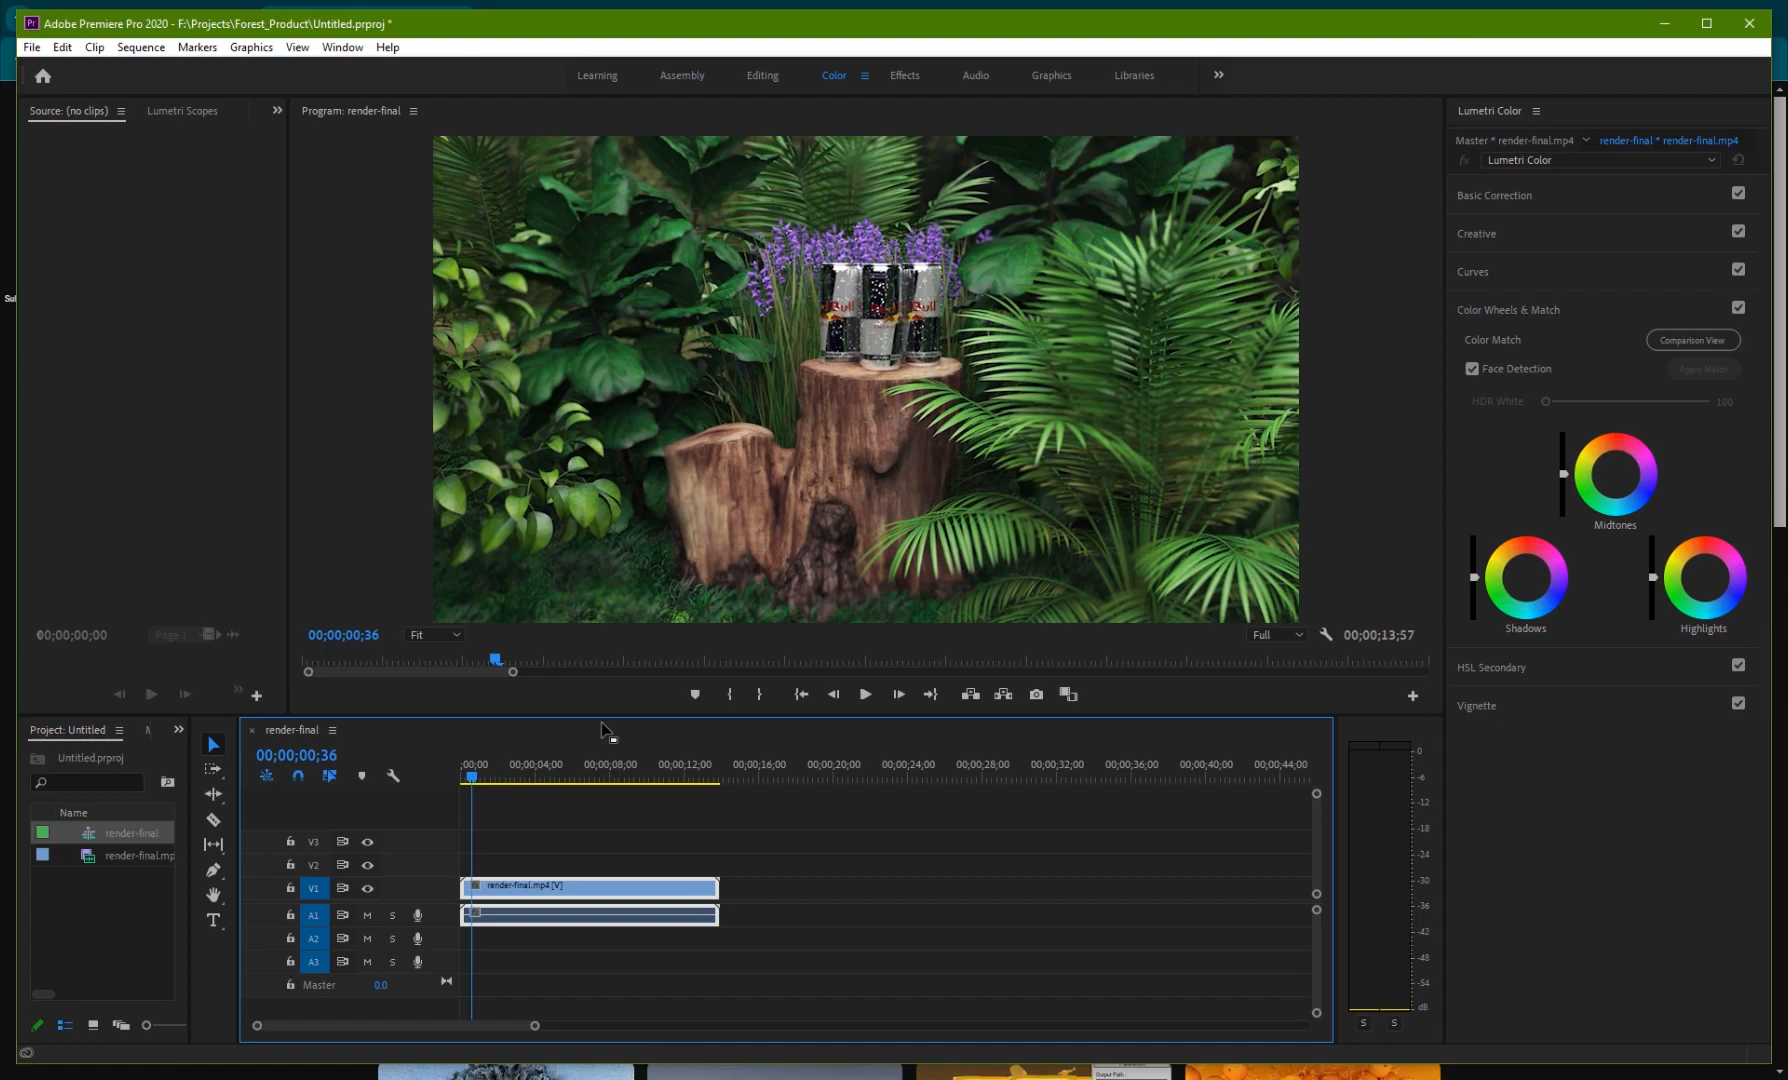 Adobe Premiere Pro 2020 - F:\Projects\Forest_Product\Untitled.prproj *
File Edit Clip Sequence Markers Graphics View Window Help
Learning Assembly Editing Color Effects Audio Graphics Libraries
Source: (no clips) Lumetri Scopes
Program: render-final
Lumetri Color
Master * render-final.mp4 render-final * render-final.mp4
fx Lumetri Color
Basic Correction
Creative
Curves
Color Wheels & Match
Color Match Comparison View
Face Detection Apply Match
HDR White 100
Midtones
Shadows Highlights
HSL Secondary
Vignette
Bull
Bull
00;00;00;00 Page 1
00;00;00;36 Fit Full 00;00;13;57
Project: Untitled
Untitled.prproj
Name
render-final
render-final.mp
render-final
00;00;00;36
;00;00 00;00;04;00 00;00;08;00 00;00;12;00 00;00;16;00 00;00;20;00 00;00;24;00 00;00;28;00 00;00;32;00 00;00;36;00 00;00;40;00 00;00;44;00
V3
V2
V1 render-final.mp4 [V]
A1 M S
A2 M S
A3 M S
Master 0.0
0
-6
-12
-18
-24
-30
-36
-42
-48
-54
dB
S S
Output Path: